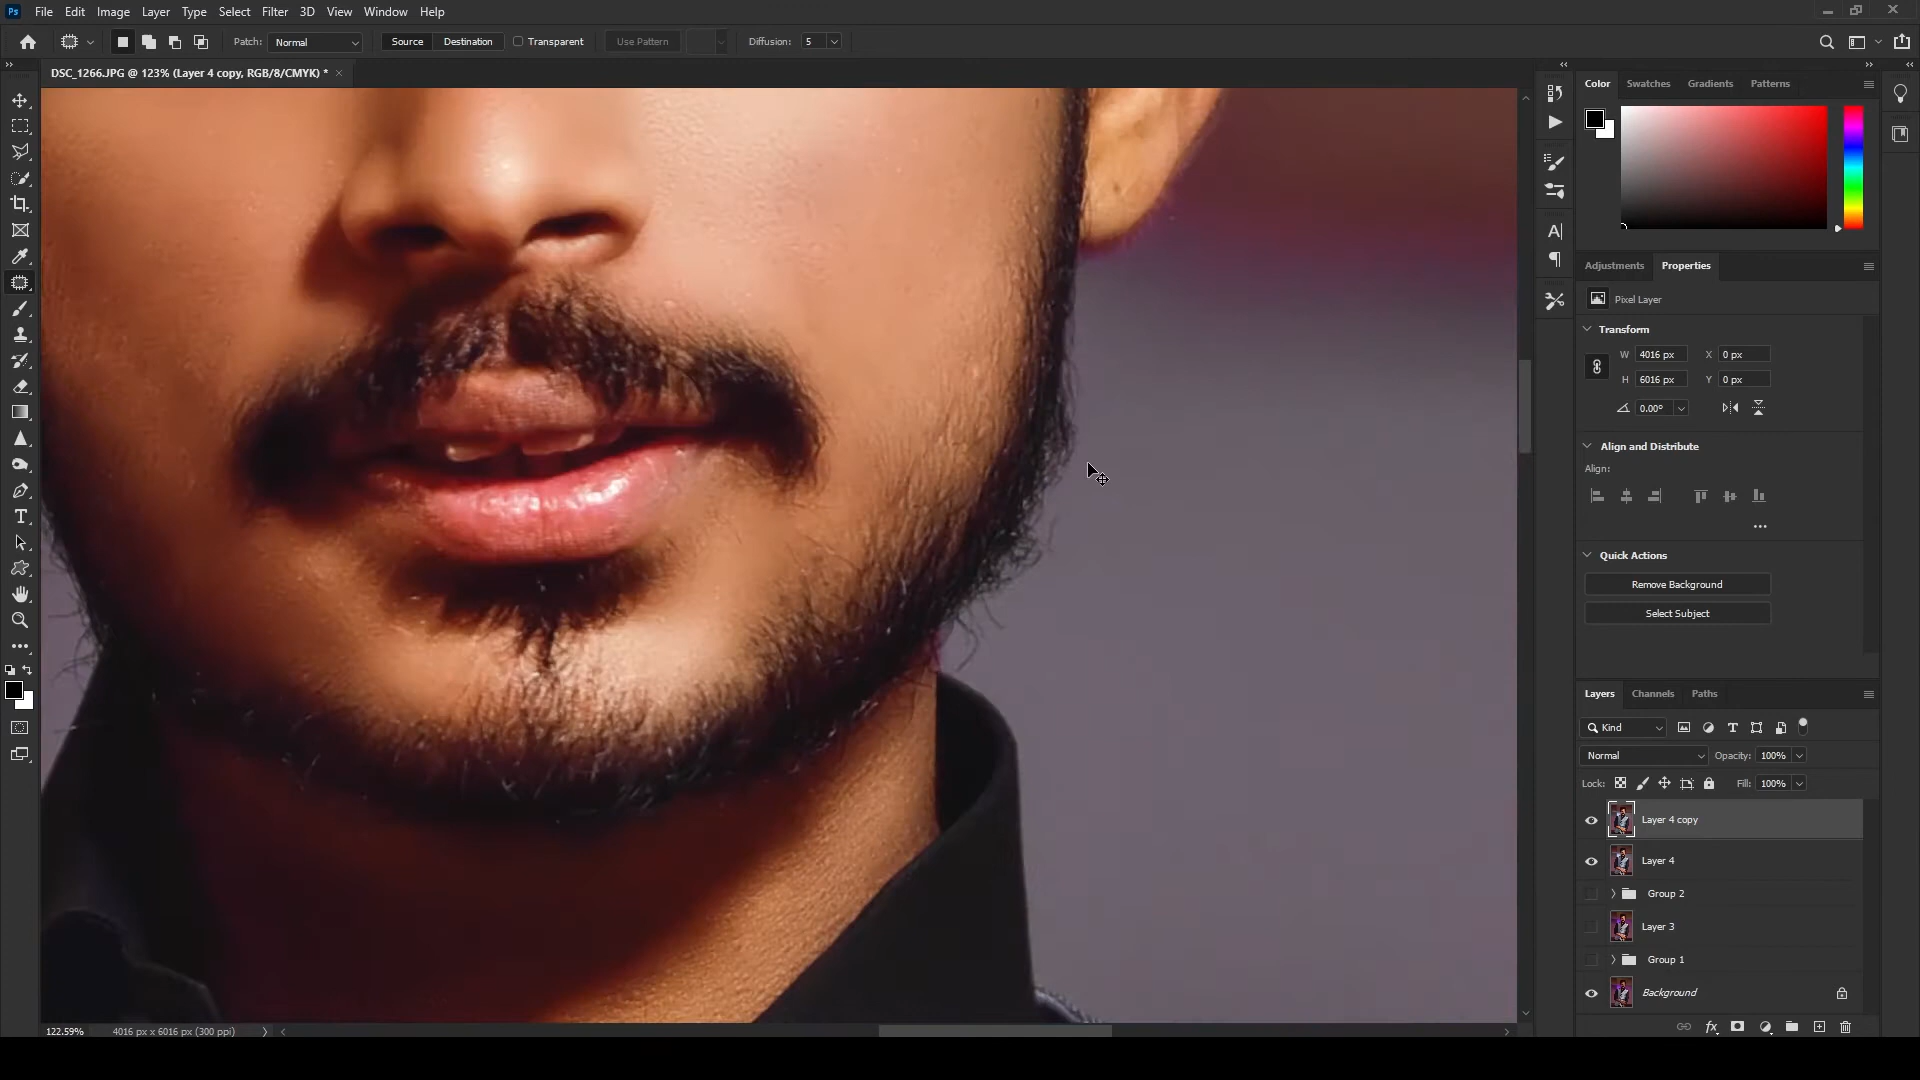 Ps File Edit Image Layer Type Select Filter 3D View Window Help
Patch: Normal Source Destination Transparent Use Pattern Diffusion: 5
DSC_1266.JPG @ 123% (Layer 4 copy, RGB/8/CMYK) * ×
Color Swatches Gradients Patterns
Adjustments Properties
Pixel Layer
Transform
W 4016 px X 0 px
H 6016 px Y 0 px
0.00°
Align and Distribute
Align:
Quick Actions
Remove Background
Select Subject
Layers Channels Paths
Kind
Normal Opacity: 100%
Lock: Fill: 100%
Layer 4 copy
Layer 4
Group 2
Layer 3
Group 1
Background
122.59% 4016 px x 6016 px (300 ppi)